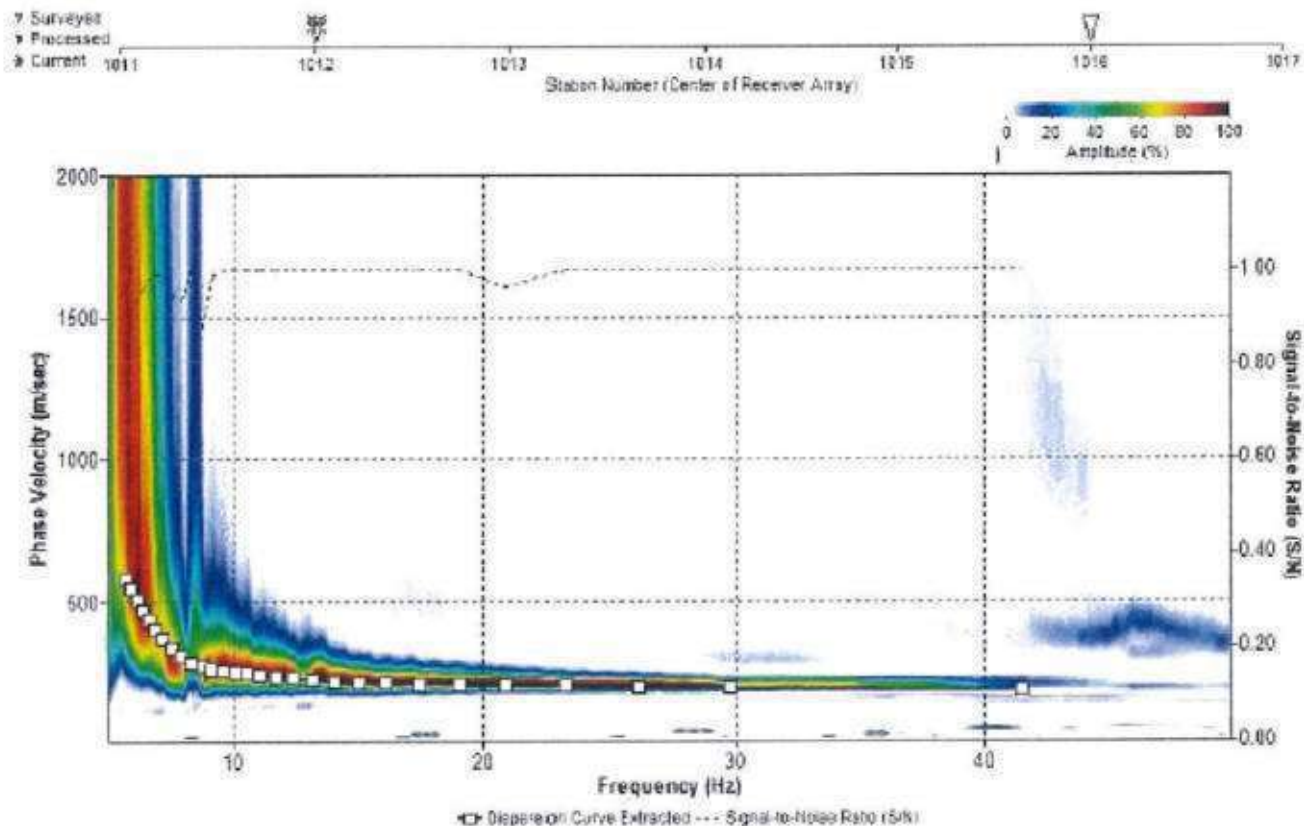 Surveyed
Processed
Current
1011 1012 1013 1014 1015 1016 1017
Station Number (Center of Receiver Array)
0 20 40 60 80 100
Amplitude (%)
2000
1500
1000
500
Phase Velocity (m/sec)
1.00
0.80
0.60
0.40
0.20
0.00
Signal-to-Noise Ratio (S/N)
10 20 30 40
Frequency (Hz)
Dispersion Curve Extracted --- Signal-to-Noise Ratio (S/N)